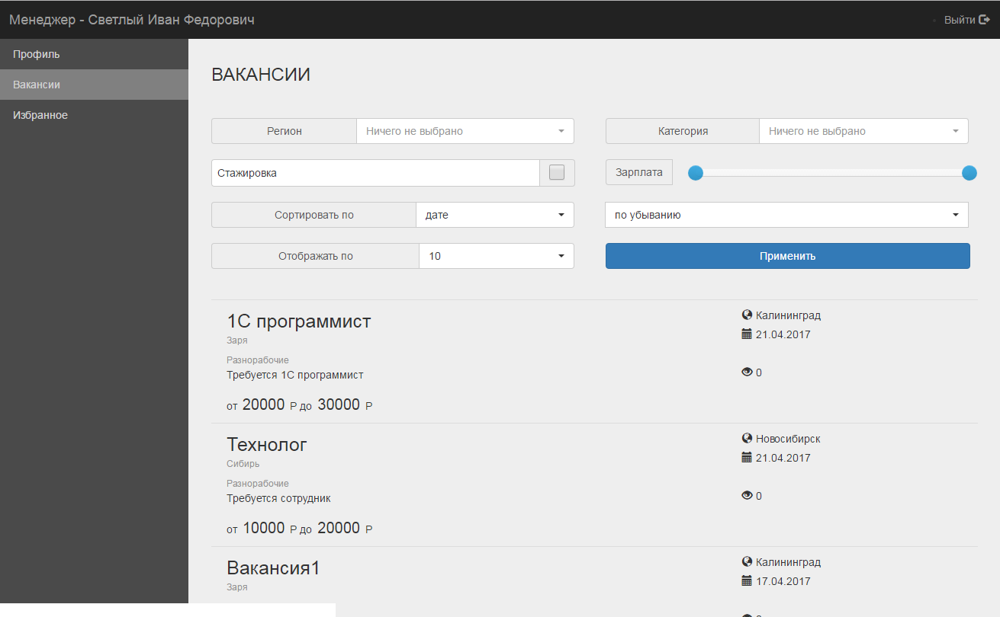 Менеджер - Светлый Иван Федорович
Выйти
Профиль
Вакансии
Избранное
ВАКАНСИИ
Регион Ничего не выбрано
Категория Ничего не выбрано
Стажировка
Зарплата
Сортировать по дате
по убыванию
Отображать по 10
Применить
1С программист
Заря
Разнорабочие
Требуется 1С программист
от 20000 Р до 30000 Р
Калининград
21.04.2017
0
Технолог
Сибирь
Разнорабочие
Требуется сотрудник
от 10000 Р до 20000 Р
Новосибирск
21.04.2017
0
Вакансия1
Заря
Калининград
17.04.2017